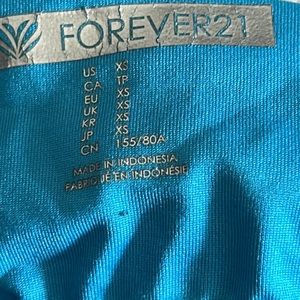 FOREVER21
US XS
CA TP
EU XS
UK XS
KR XS
JP XS
CN 155/80A
MADE IN INDONESIA
FABRIQUÉ EN INDONÉSIE